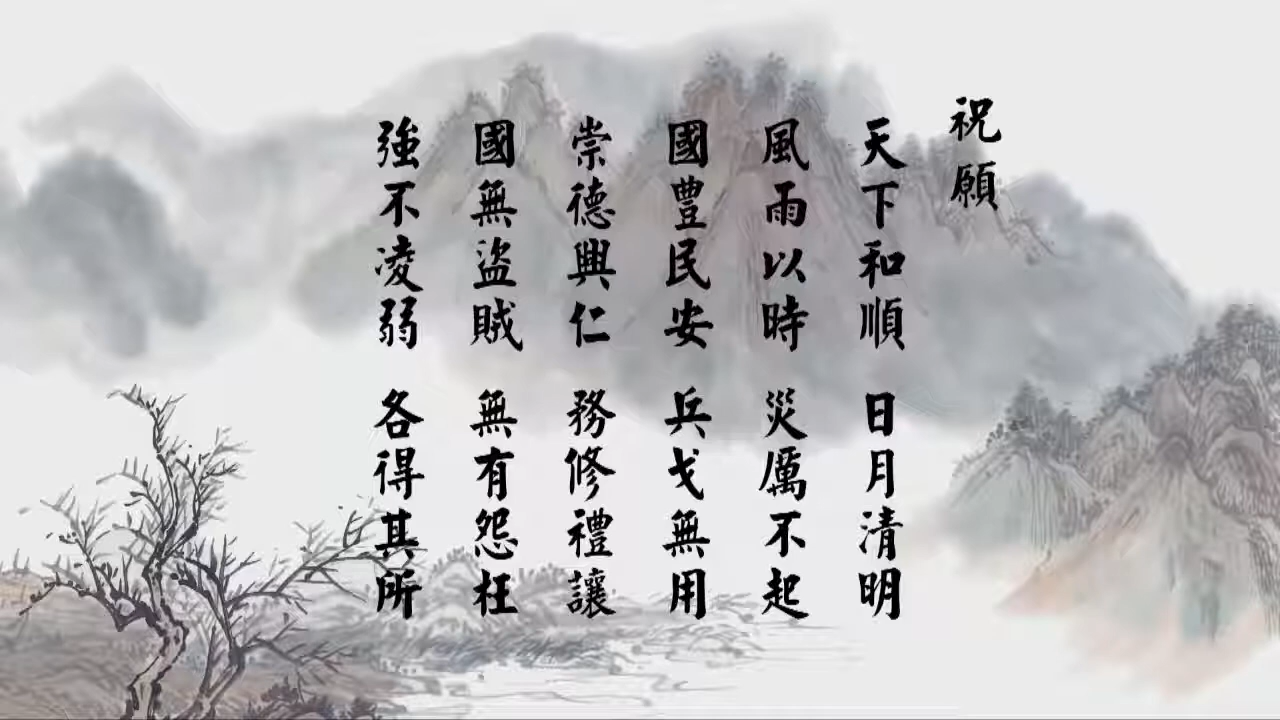 祝願
天下和順 日月清明
風雨以時 災厲不起
國豐民安 兵戈無用
崇德興仁 務修禮讓
國無盜賊 無有怨枉
強不凌弱 各得其所